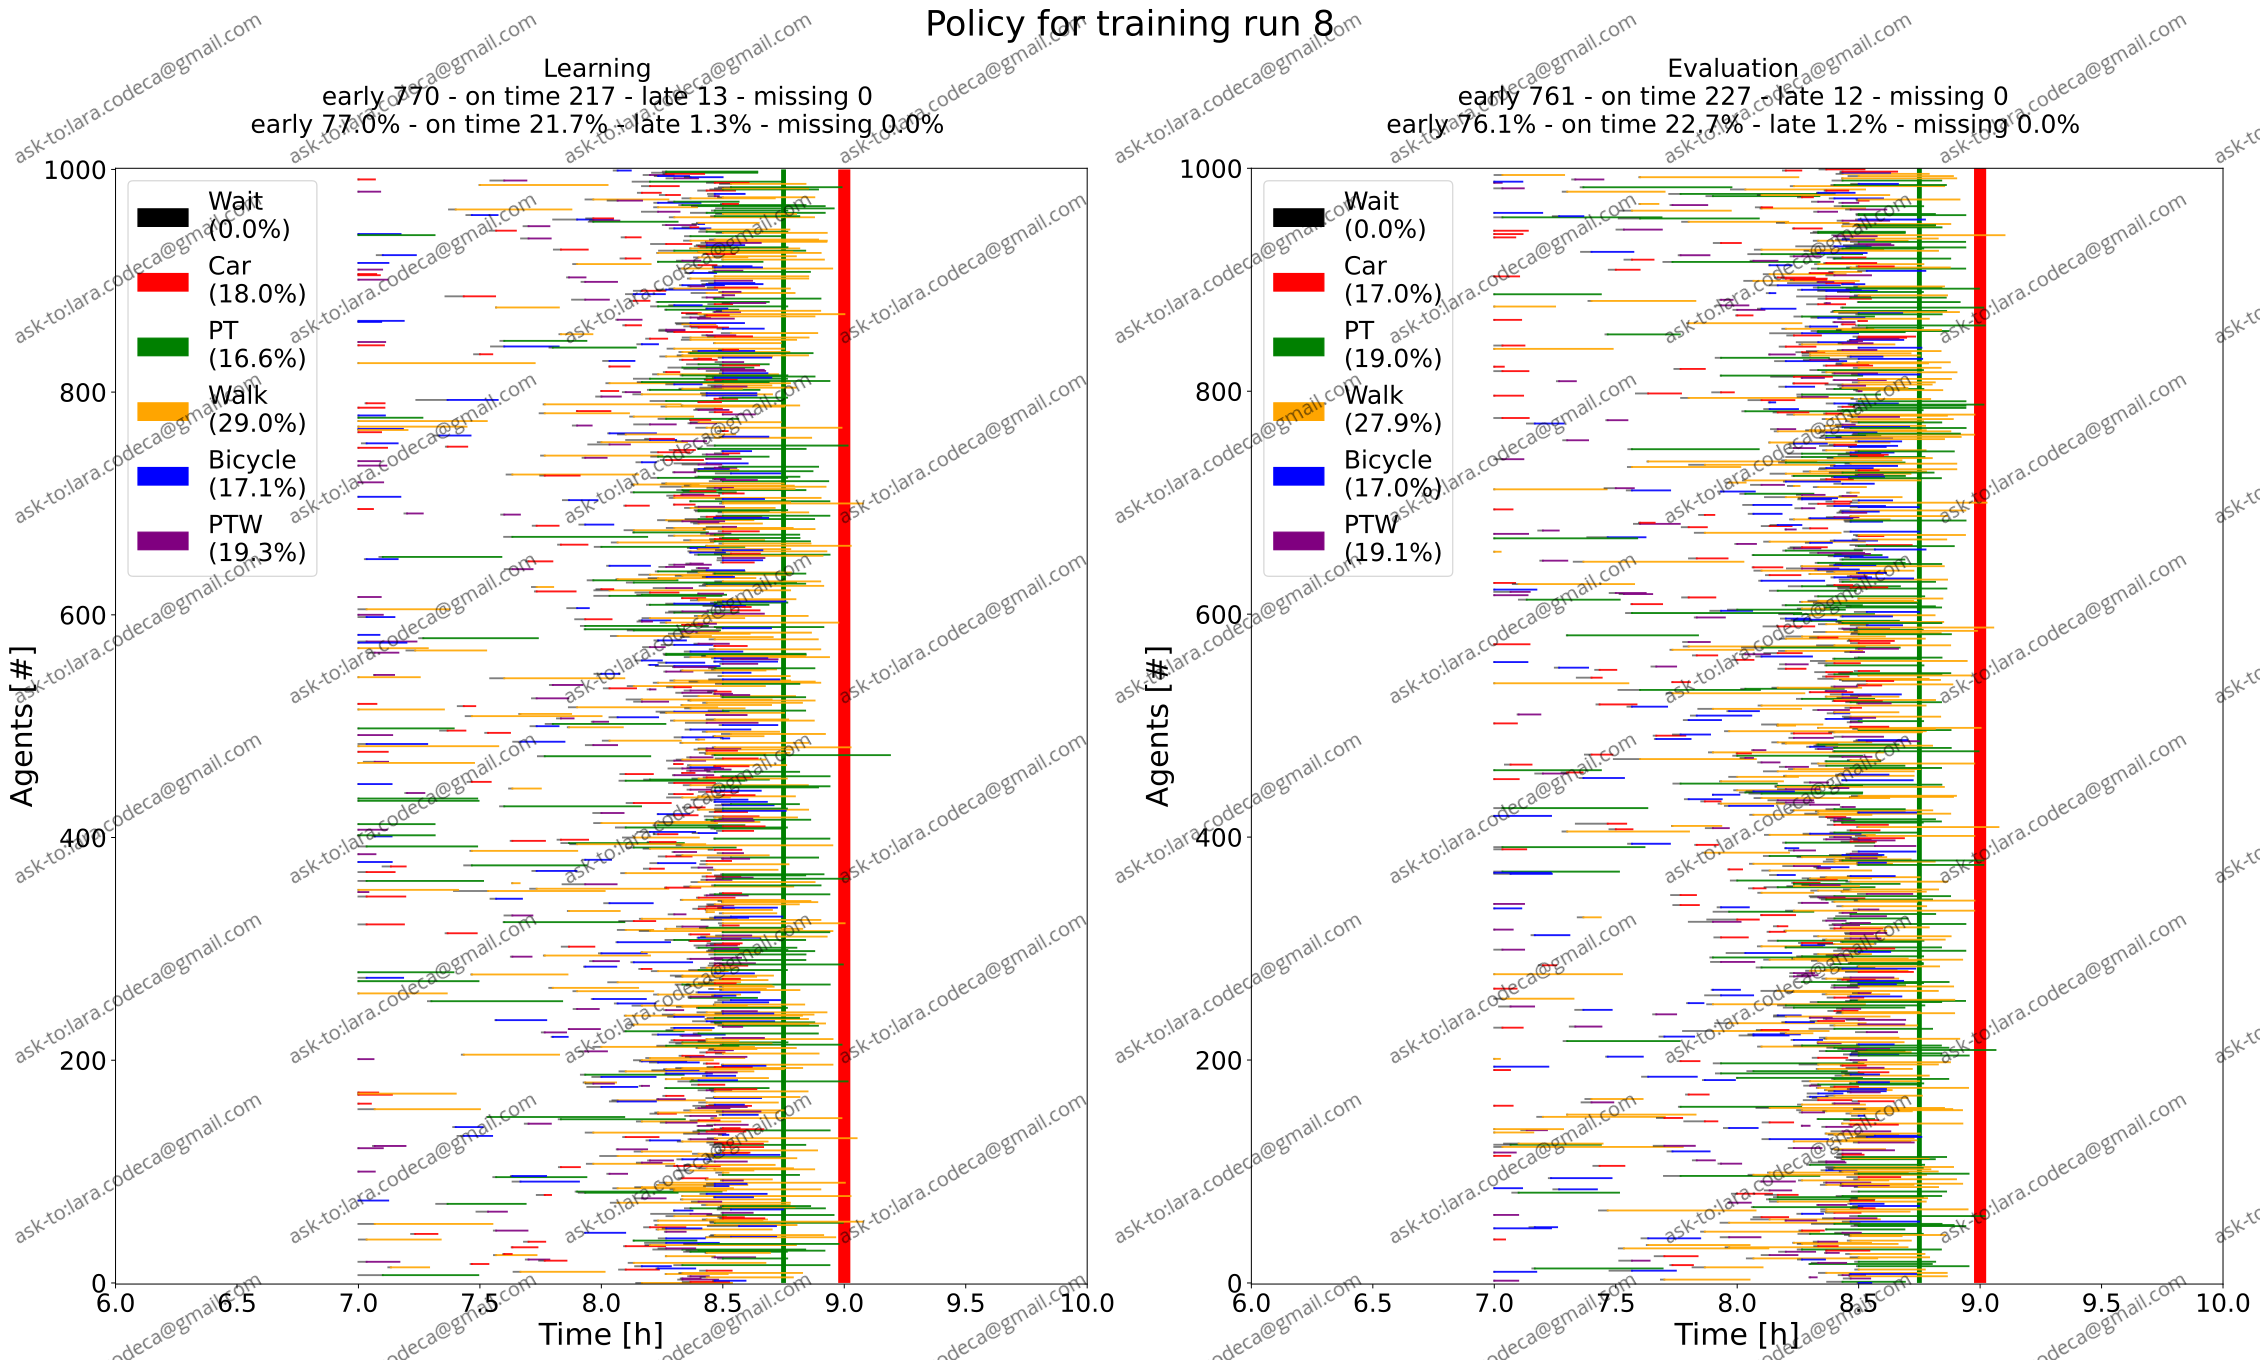 Policy for training run 8
Learning
early 770 - on time 217 - late 13 - missing 0
early 77.0% - on time 21.7% - late 1.3% - missing 0.0%
Agents [#]
1000
800
600
400
200
0
Wait
(0.0%)
Car
(18.0%)
PT
(16.6%)
Walk
(29.0%)
Bicycle
(17.1%)
PTW
(19.3%)
6.0 6.5 7.0 7.5 8.0 8.5 9.0 9.5 10.0
Time [h]
Evaluation
early 761 - on time 227 - late 12 - missing 0
early 76.1% - on time 22.7% - late 1.2% - missing 0.0%
Agents [#]
1000
800
600
400
200
0
Wait
(0.0%)
Car
(17.0%)
PT
(19.0%)
Walk
(27.9%)
Bicycle
(17.0%)
PTW
(19.1%)
6.0 6.5 7.0 7.5 8.0 8.5 9.0 9.5 10.0
Time [h]
ask-to:lara.codeca@gmail.com